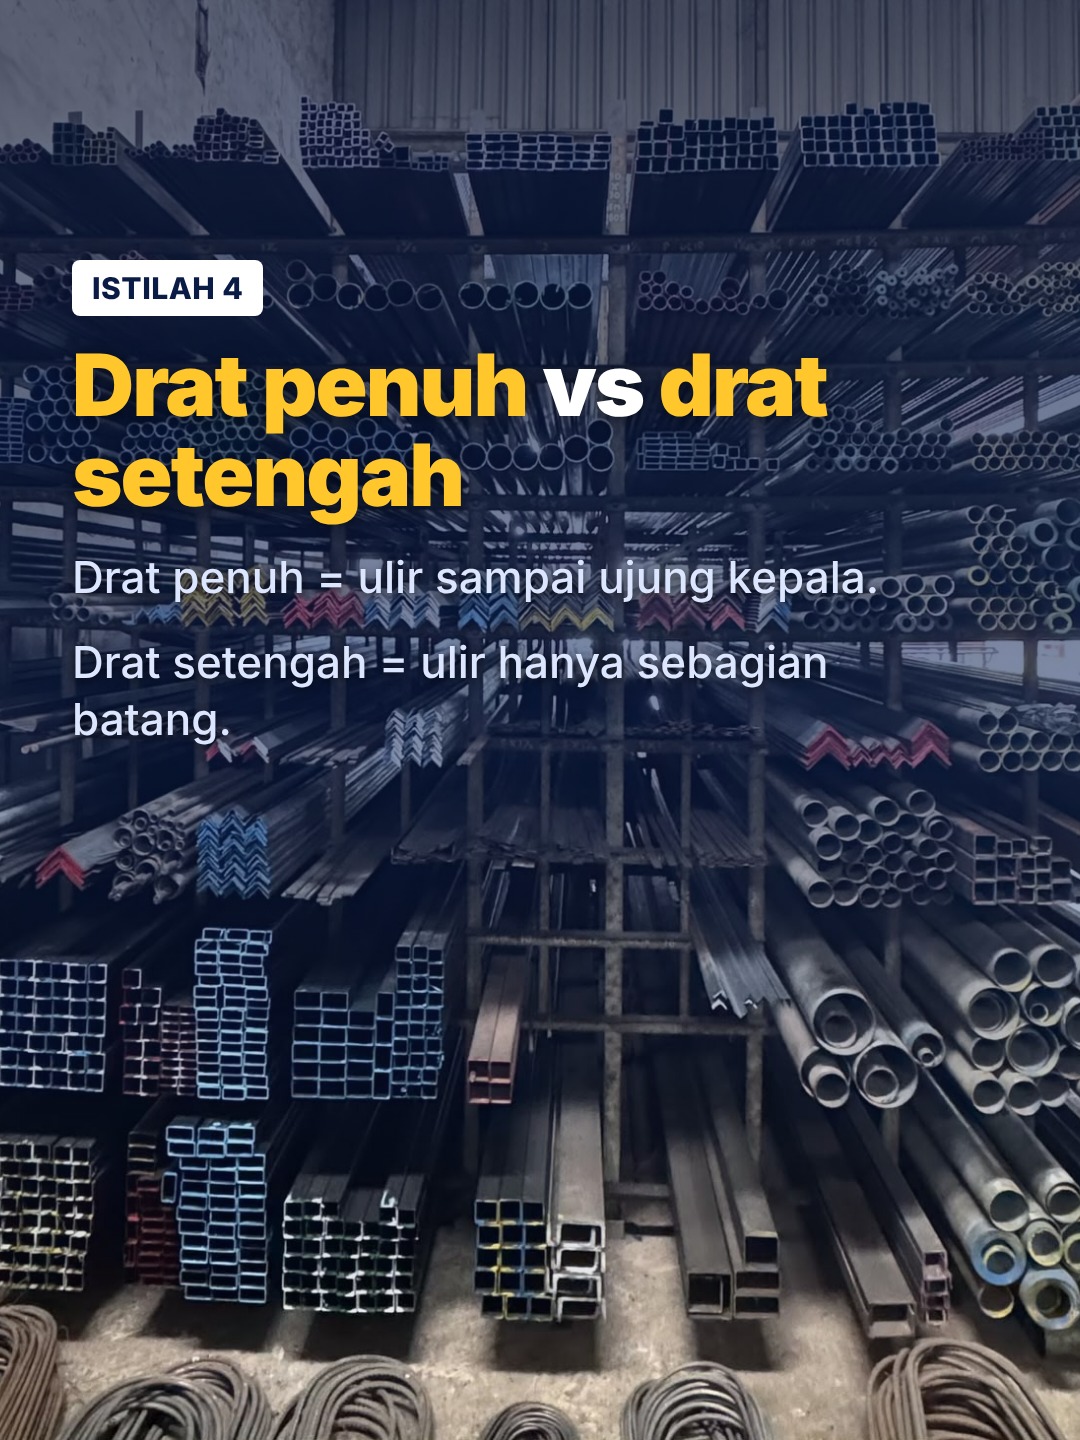 ISTILAH 4
Drat penuh vs drat
setengah
Drat penuh = ulir sampai ujung kepala.
Drat setengah = ulir hanya sebagian
batang.